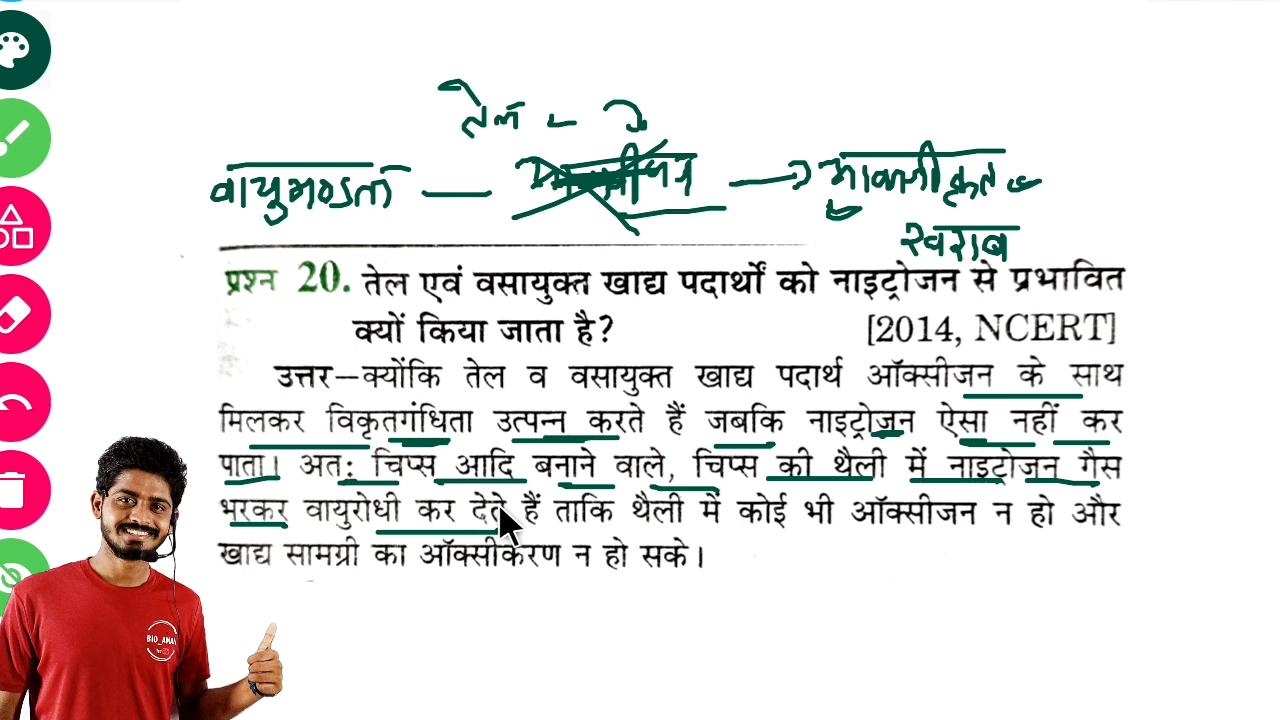 तेल -
वायुमण्डल
खराब
प्रश्न 20. तेल एवं वसायुक्त खाद्य पदार्थों को नाइट्रोजन से प्रभावित
क्यों किया जाता है? [2014, NCERT]
उत्तर—क्योंकि तेल व वसायुक्त खाद्य पदार्थ ऑक्सीजन के साथ
मिलकर विकृतगंधिता उत्पन्न करते हैं जबकि नाइट्रोजन ऐसा नहीं कर
पाता। अतः चिप्स आदि बनाने वाले, चिप्स की थैली में नाइट्रोजन गैस
भरकर वायुरोधी कर देते हैं ताकि थैली में कोई भी ऑक्सीजन न हो और
खाद्य सामग्री का ऑक्सीकरण न हो सके।
BIO_AMAN